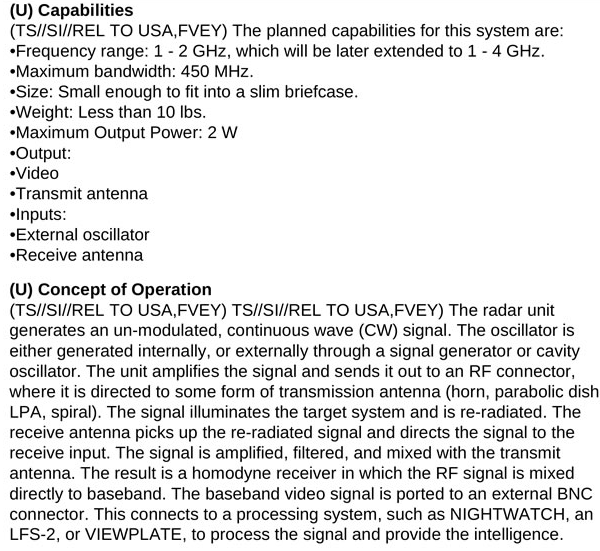 (U) Capabilities
(TS//SI//REL TO USA,FVEY) The planned capabilities for this system are:
•Frequency range: 1 - 2 GHz, which will be later extended to 1 - 4 GHz.
•Maximum bandwidth: 450 MHz.
•Size: Small enough to fit into a slim briefcase.
•Weight: Less than 10 lbs.
•Maximum Output Power: 2 W
•Output:
•Video
•Transmit antenna
•Inputs:
•External oscillator
•Receive antenna
(U) Concept of Operation
(TS//SI//REL TO USA,FVEY) TS//SI//REL TO USA,FVEY) The radar unit
generates an un-modulated, continuous wave (CW) signal. The oscillator is
either generated internally, or externally through a signal generator or cavity
oscillator. The unit amplifies the signal and sends it out to an RF connector,
where it is directed to some form of transmission antenna (horn, parabolic dish
LPA, spiral). The signal illuminates the target system and is re-radiated. The
receive antenna picks up the re-radiated signal and directs the signal to the
receive input. The signal is amplified, filtered, and mixed with the transmit
antenna. The result is a homodyne receiver in which the RF signal is mixed
directly to baseband. The baseband video signal is ported to an external BNC
connector. This connects to a processing system, such as NIGHTWATCH, an
LFS-2, or VIEWPLATE, to process the signal and provide the intelligence.